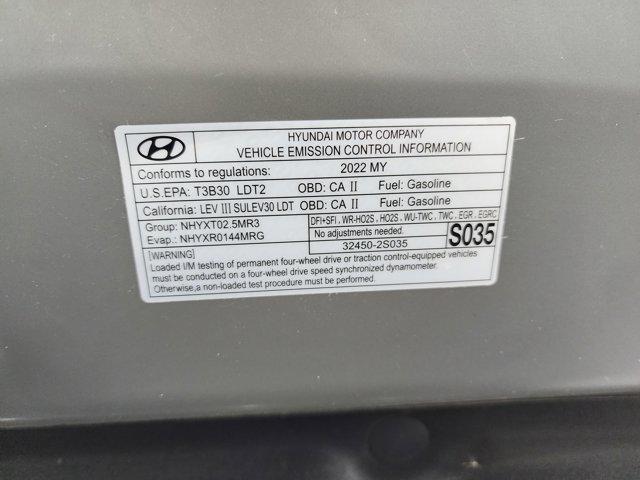 HYUNDAI MOTOR COMPANY
VEHICLE EMISSION CONTROL INFORMATION
Conforms to regulations: 2022 MY
U.S.EPA: T3B30 LDT2 OBD: CA II Fuel: Gasoline
California: LEV III SULEV30 LDT OBD: CA II Fuel: Gasoline
Group: NHYXT02.5MR3
Evap.: NHYXR0144MRG
DFI+SFI, WR-HO2S, HO2S, WU-TWC, TWC, EGR, EGRC
No adjustments needed.
32450-2S035
S035
[WARNING]
Loaded I/M testing of permanent four-wheel drive or traction control-equipped vehicles
must be conducted on a four-wheel drive speed synchronized dynamometer.
Otherwise,a non-loaded test procedure must be performed.